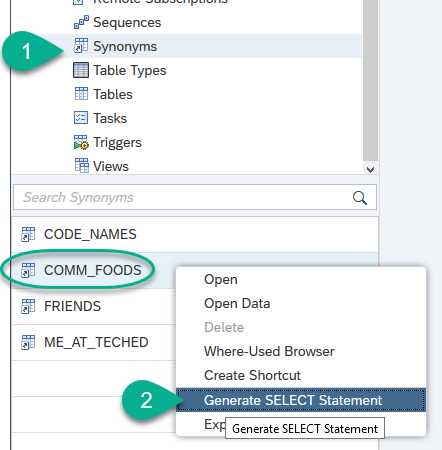 Remote Subscriptions
Sequences
1
Synonyms
Table Types
Tables
Tasks
Triggers
Views
Search Synonyms
CODE_NAMES
COMM_FOODS
FRIENDS
ME_AT_TECHED
Open
Open Data
Delete
Where-Used Browser
Create Shortcut
2
Generate SELECT Statement
Exp
Generate SELECT Statement